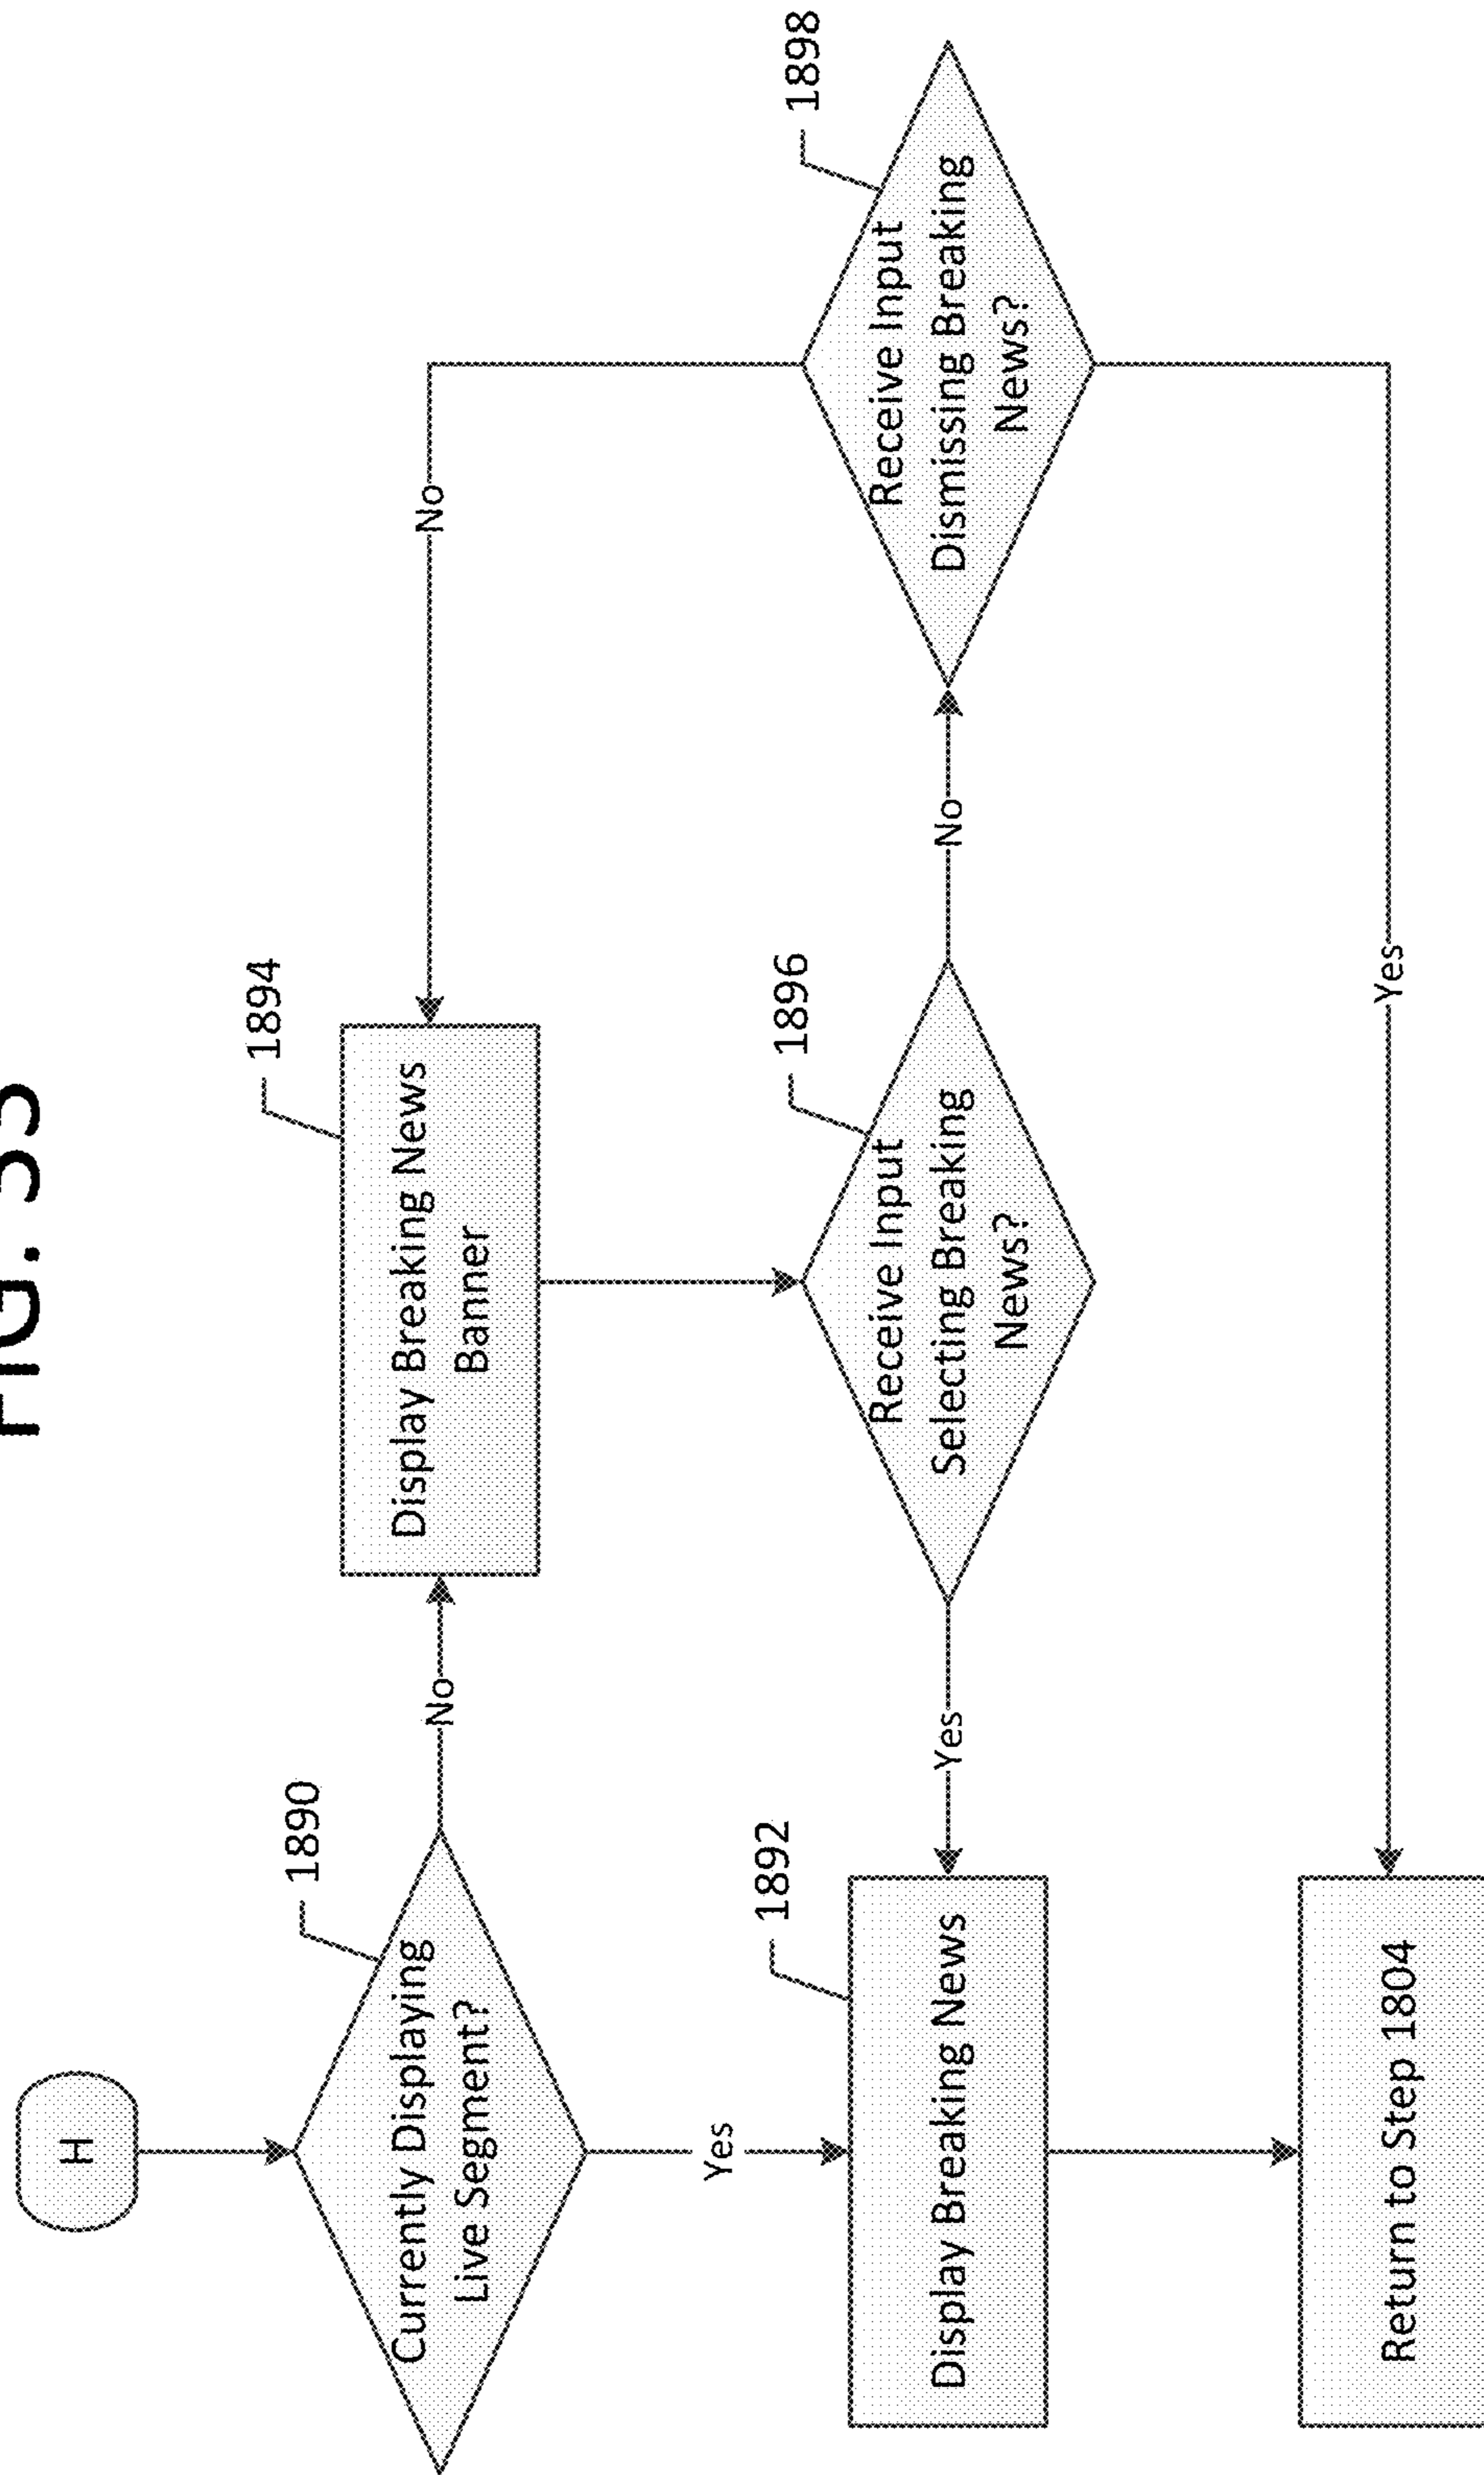 FIG.
H
1890
Currently Displaying
Live Segment?
No
1894
Display Breaking News
Banner
No
Yes
1892
Display Breaking News
Yes
1896
Receive Input
Selecting Breaking
News?
No
1898
Receive Input
Dismissing Breaking
News?
Return to Step 1804
Yes